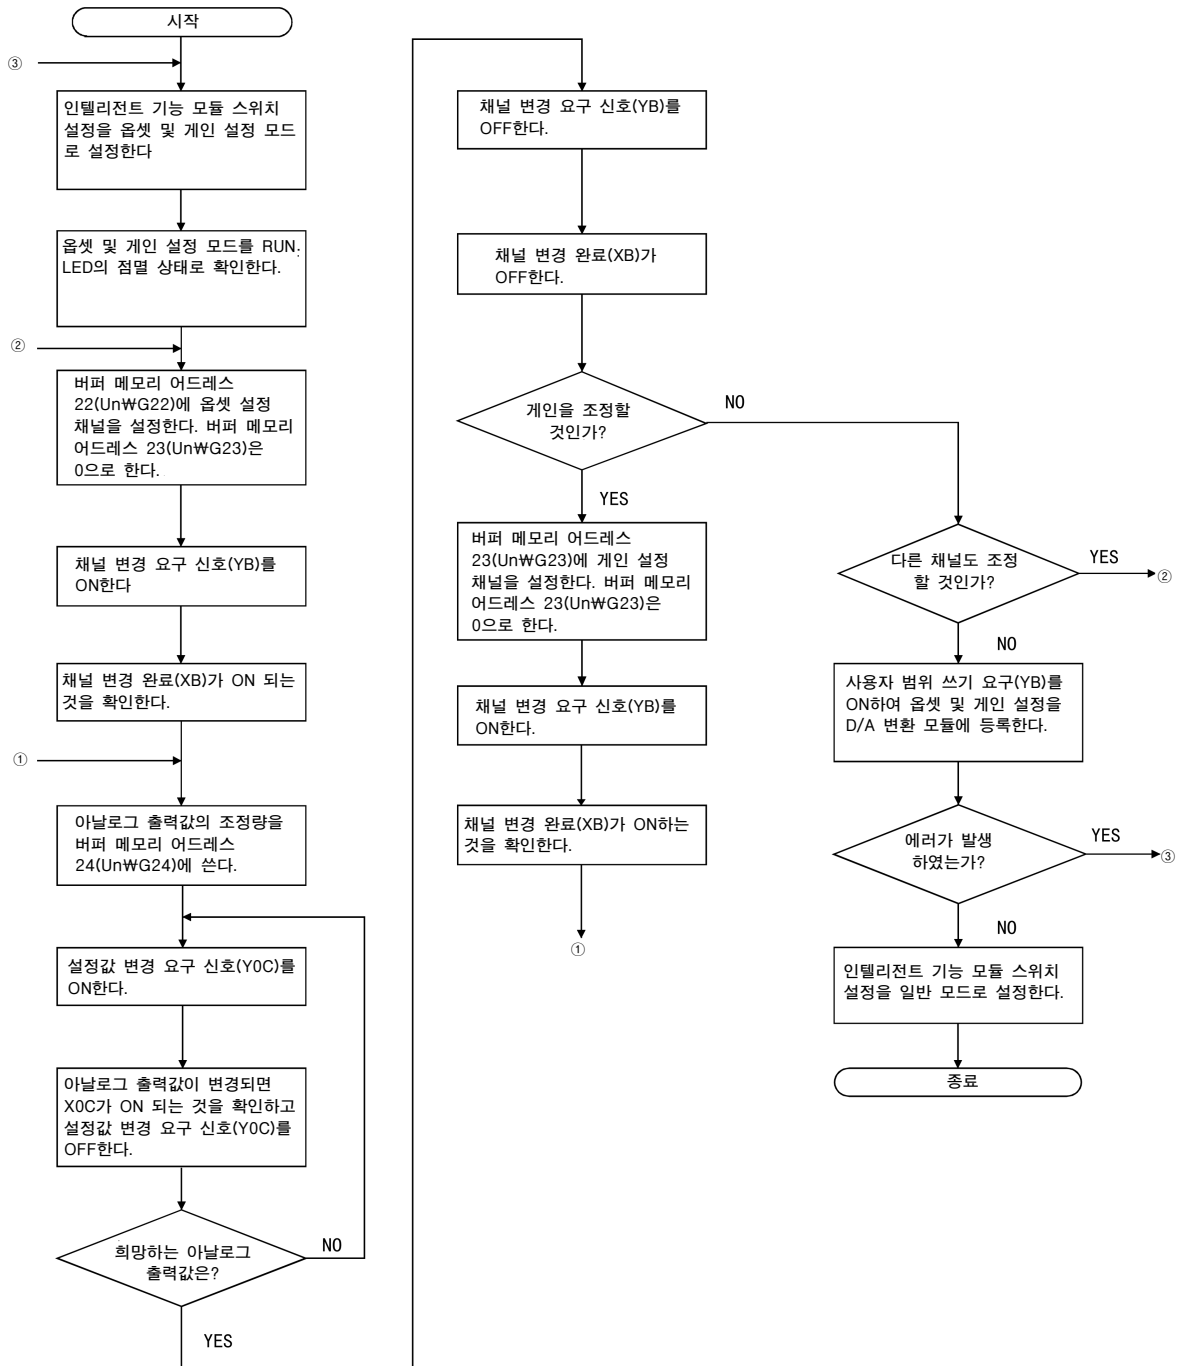 시작
③
인텔리전트 기능 모듈 스위치
설정을 옵셋 및 게인 설정 모드
로 설정한다
옵셋 및 게인 설정 모드를 RUN.
LED의 점멸 상태로 확인한다.
②
버퍼 메모리 어드레스
22(Un₩G22)에 옵셋 설정
채널을 설정한다. 버퍼 메모리
어드레스 23(Un₩G23)은
0으로 한다.
채널 변경 요구 신호(YB)를
ON한다
채널 변경 완료(XB)가 ON 되는
것을 확인한다.
①
아날로그 출력값의 조정량을
버퍼 메모리 어드레스
24(Un₩G24)에 쓴다.
설정값 변경 요구 신호(Y0C)를
ON한다.
아날로그 출력값이 변경되면
X0C가 ON 되는 것을 확인하고
설정값 변경 요구 신호(Y0C)를
OFF한다.
희망하는 아날로그
출력값은?
NO
YES
채널 변경 요구 신호(YB)를
OFF한다.
채널 변경 완료(XB)가
OFF한다.
게인을 조정할
것인가?
NO
YES
버퍼 메모리 어드레스
23(Un₩G23)에 게인 설정
채널을 설정한다. 버퍼 메모리
어드레스 23(Un₩G23)은
0으로 한다.
채널 변경 요구 신호(YB)를
ON한다.
채널 변경 완료(XB)가 ON하는
것을 확인한다.
①
다른 채널도 조정
할 것인가?
YES
②
NO
사용자 범위 쓰기 요구(YB)를
ON하여 옵셋 및 게인 설정을
D/A 변환 모듈에 등록한다.
에러가 발생
하였는가?
YES
③
NO
인텔리전트 기능 모듈 스위치
설정을 일반 모드로 설정한다.
종료